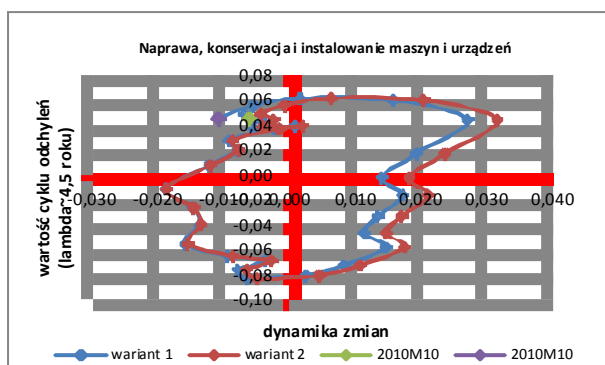 Naprawa, konserwacja i instalowanie maszyn i urządzeń
0,08
0,06
0,04
0,02
0,00
-0,02
-0,04
-0,06
-0,08
-0,10
-0,030 -0,020 -0,010 0,000 0,010 0,020 0,030 0,040
wartość cyklu odchyleń
(lambda~4,5 roku)
dynamika zmian
wariant 1 wariant 2 2010M10 2010M10